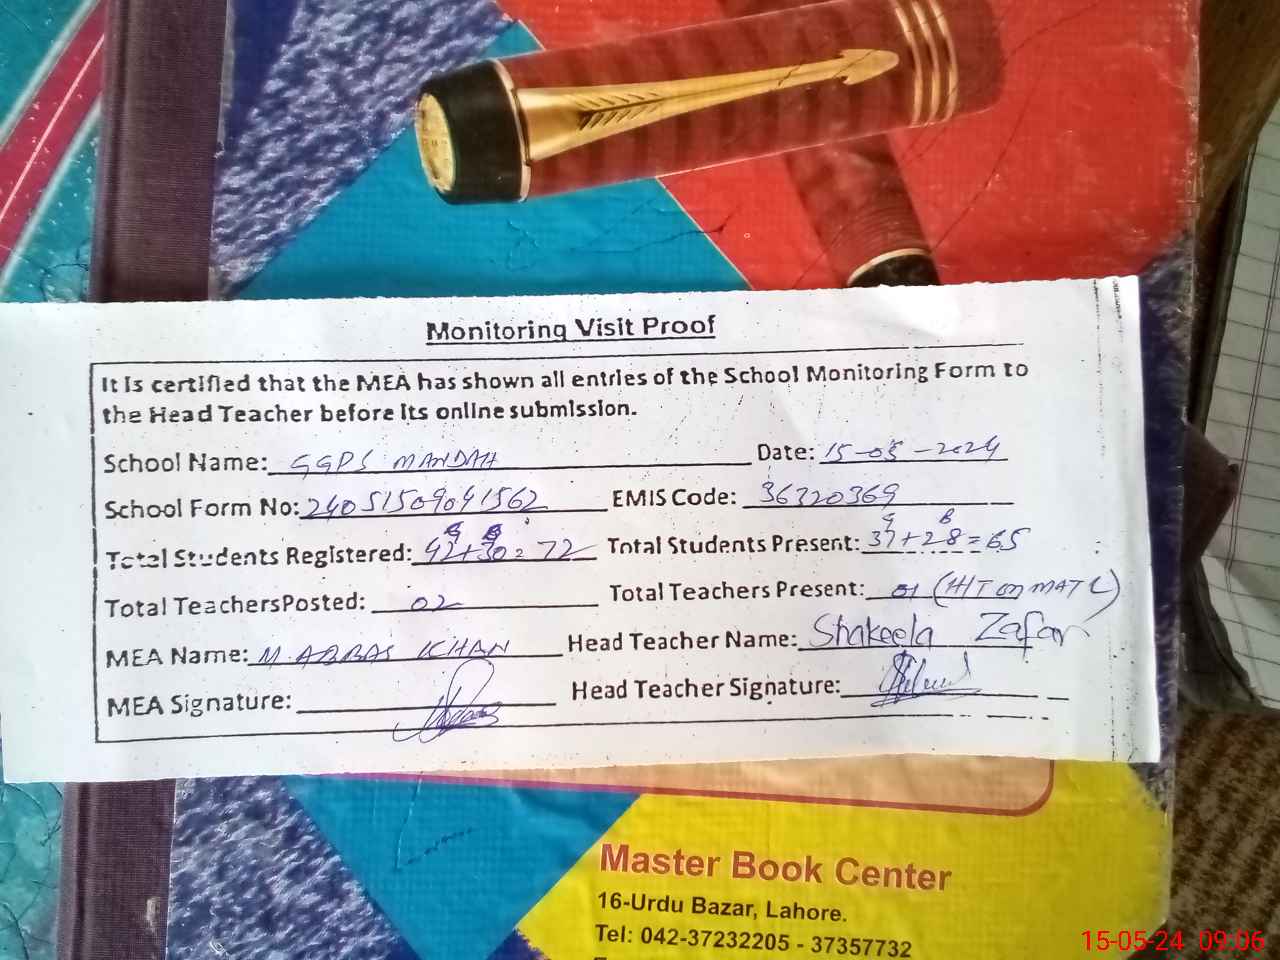 Monitoring Visit Proof
It is certified that the MEA has shown all entries of the School Monitoring Form to
the Head Teacher before its online submission.
School Name: GGPS MANDAH Date: 15-05-2024
School Form No: 24051509041562 EMIS Code: 36320369
G B G B
Total Students Registered: 42+30=72 Total Students Present: 37+28=65
Total Teachers Posted: 02 Total Teachers Present: 01 (H/T on MAT L)
MEA Name: M. ABBAS KHAN Head Teacher Name: Shakeela Zafar
MEA Signature: Head Teacher Signature:
Master Book Center
16-Urdu Bazar, Lahore.
Tel: 042-37232205 - 37357732
15-05-24 09:06